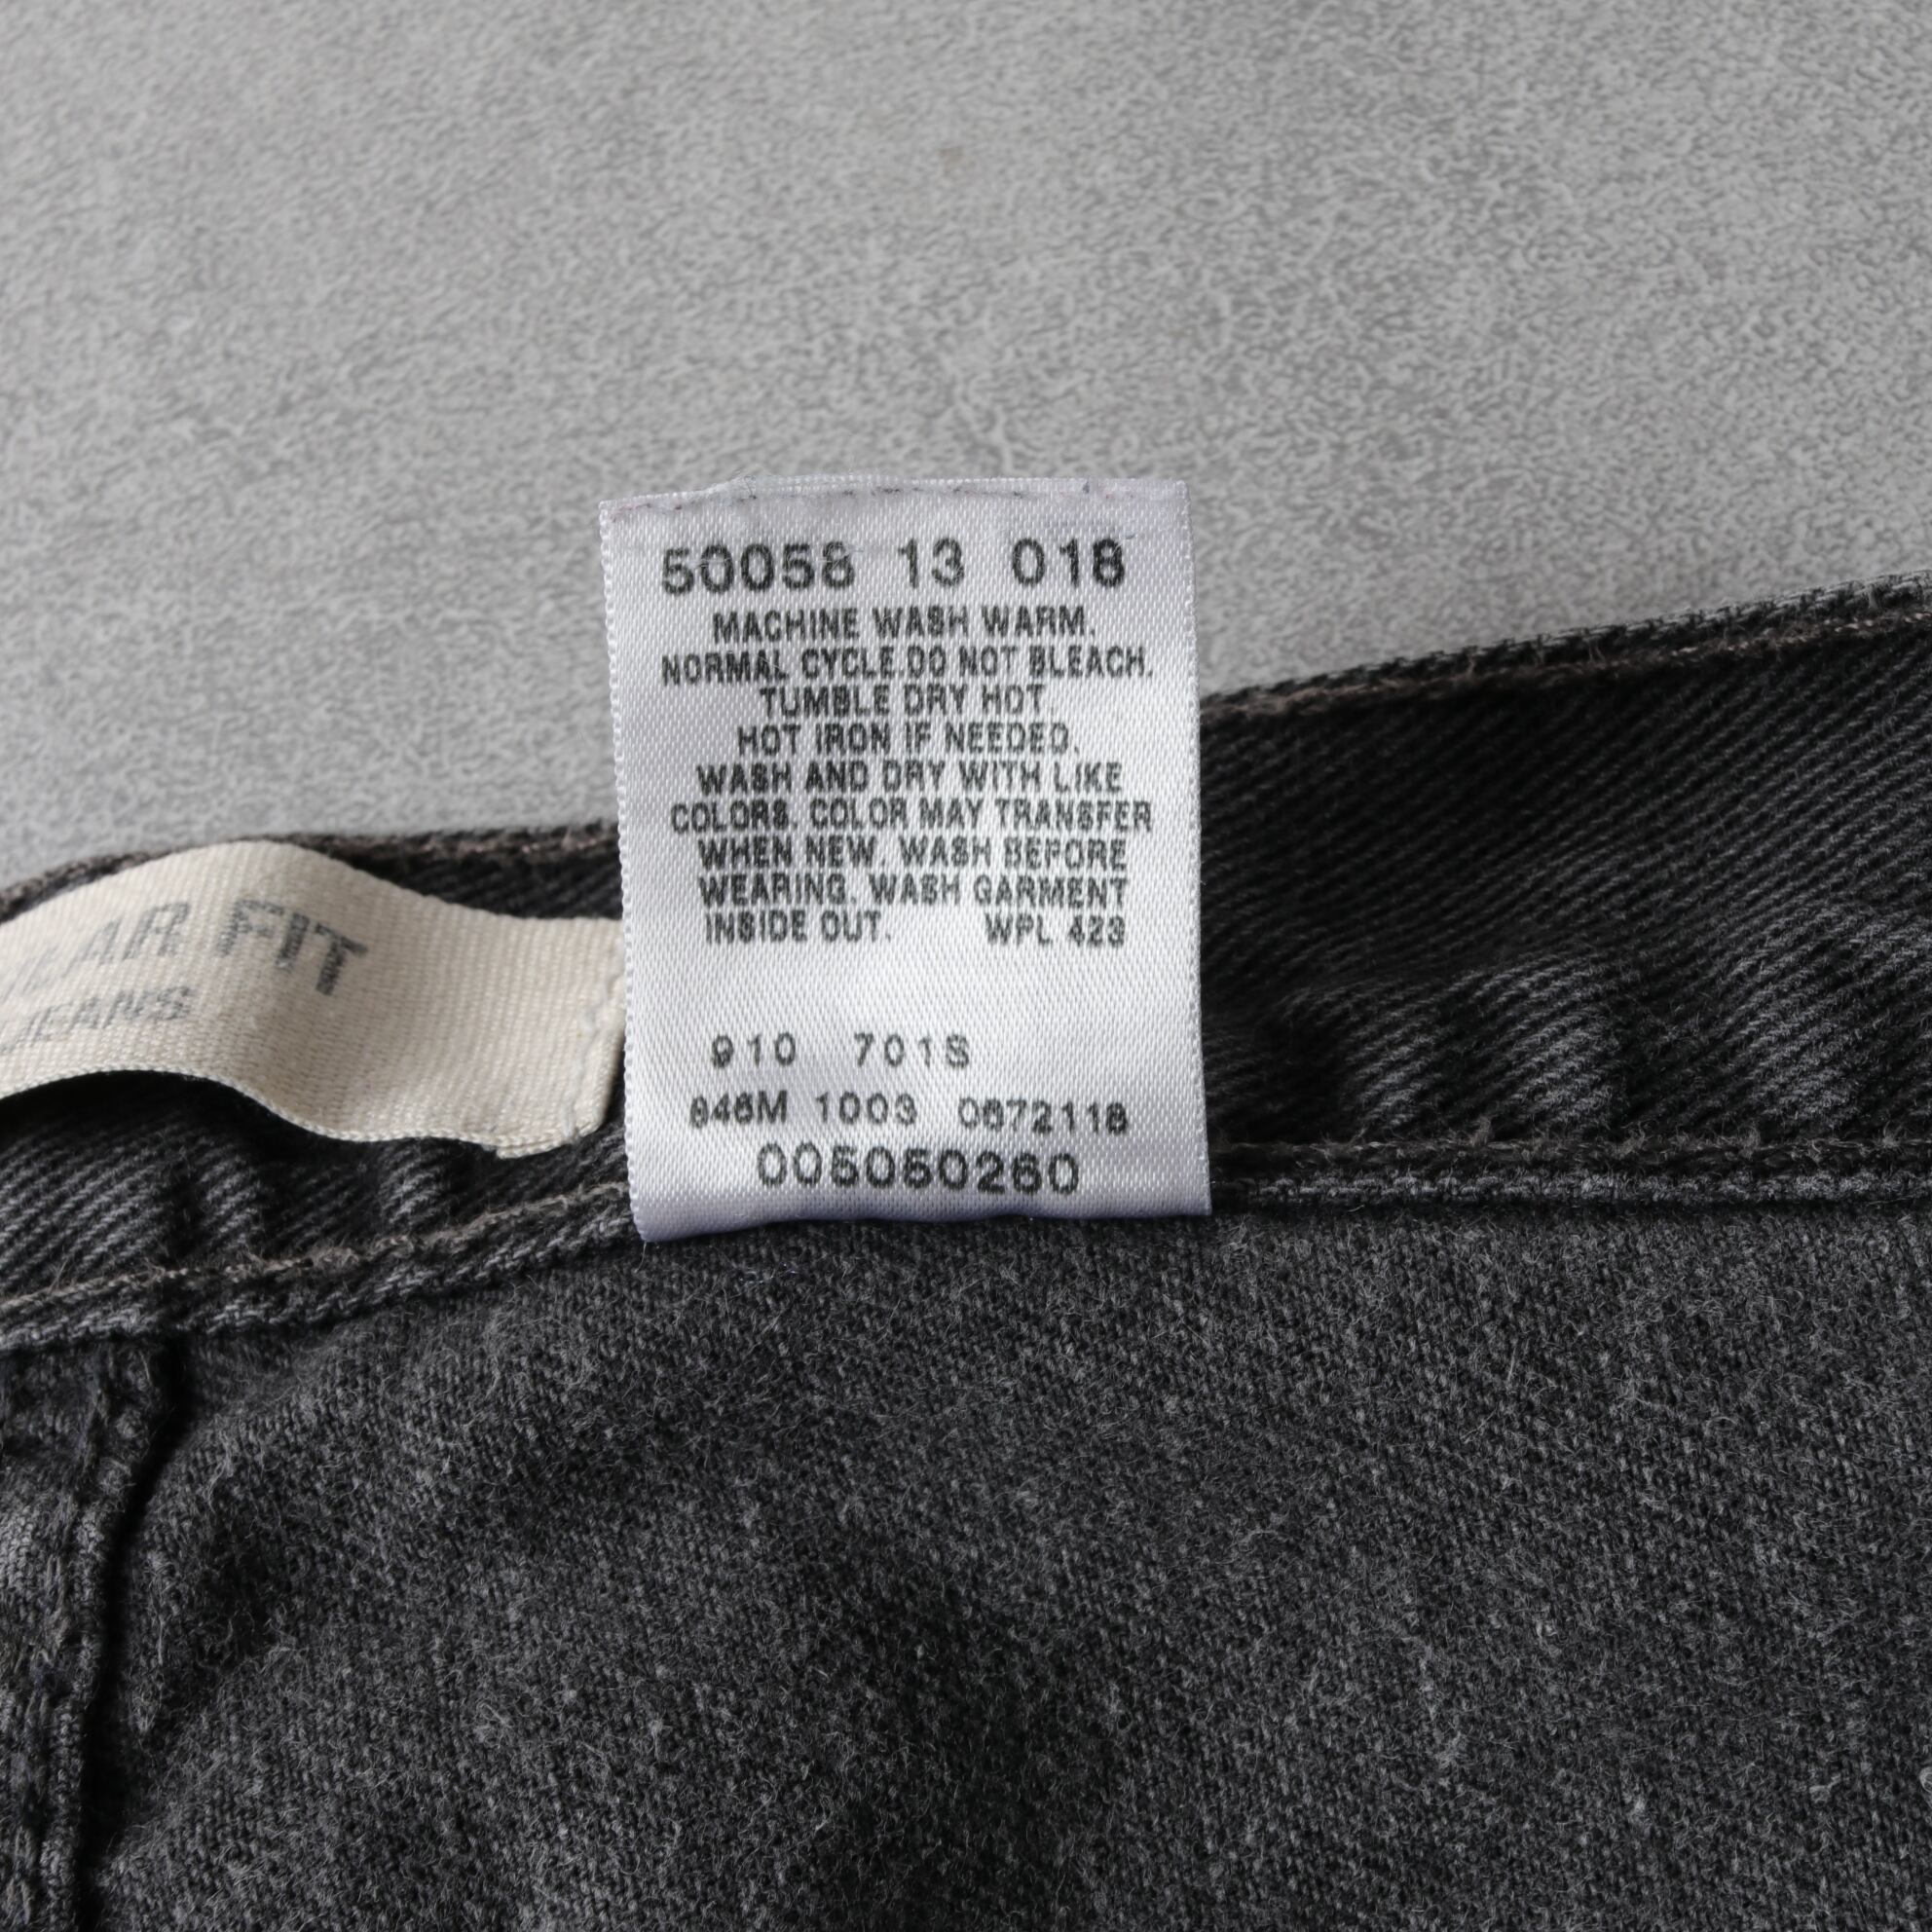 50058 13 018
MACHINE WASH WARM.
NORMAL CYCLE.DO NOT BLEACH.
TUMBLE DRY HOT.
HOT IRON IF NEEDED.
WASH AND DRY WITH LIKE
COLORS. COLOR MAY TRANSFER
WHEN NEW. WASH BEFORE
WEARING. WASH GARMENT
INSIDE OUT. WPL 423
910 701S
846M 1003 0672118
005050260
FIT
JEANS